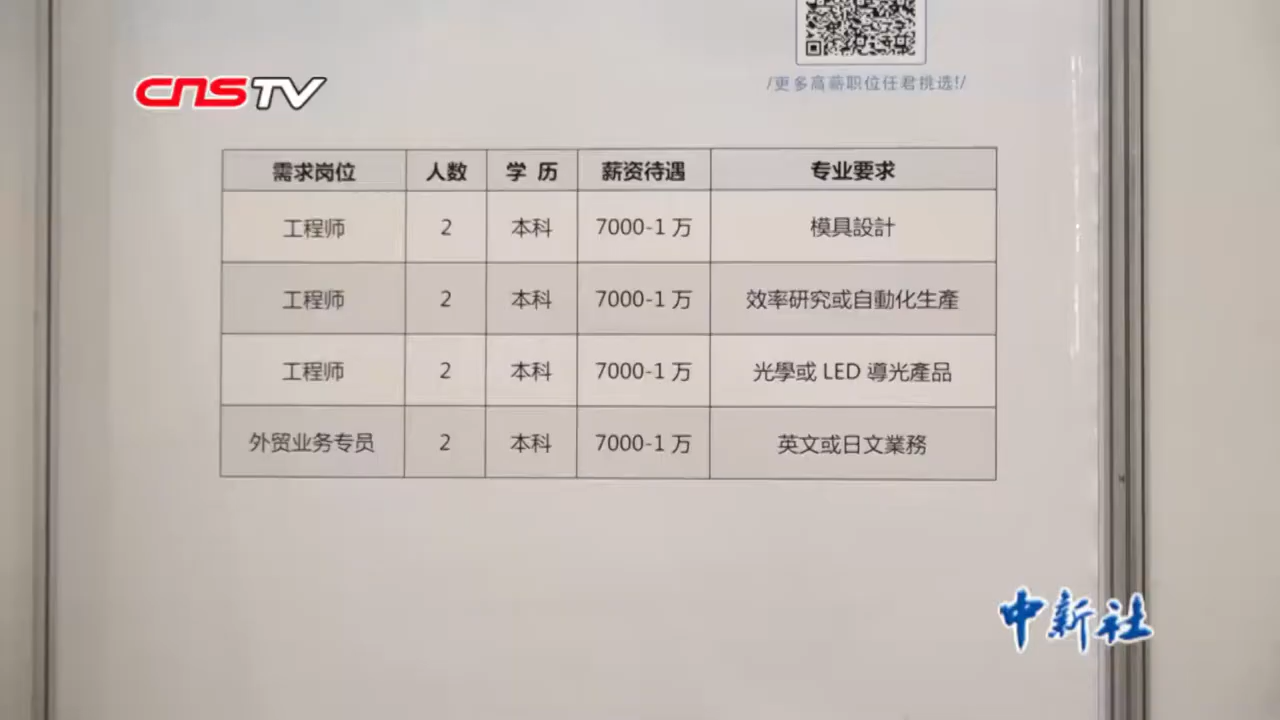 CNSTV
/更多高薪职位任君挑选!/
需求岗位 人数 学 历 薪资待遇 专业要求
工程师 2 本科 7000-1 万 模具設計
工程师 2 本科 7000-1 万 效率研究或自動化生產
工程师 2 本科 7000-1 万 光學或 LED 導光產品
外贸业务专员 2 本科 7000-1 万 英文或日文業務
中新社